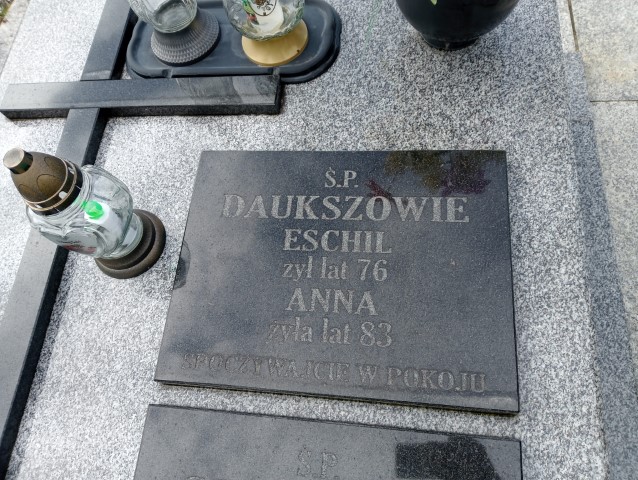 Ś.P.
DAUKSZOWIE
ESCHIL
żył lat 76
ANNA
żyła lat 83
SPOCZYWAJCIE W POKOJU
Ś.P.